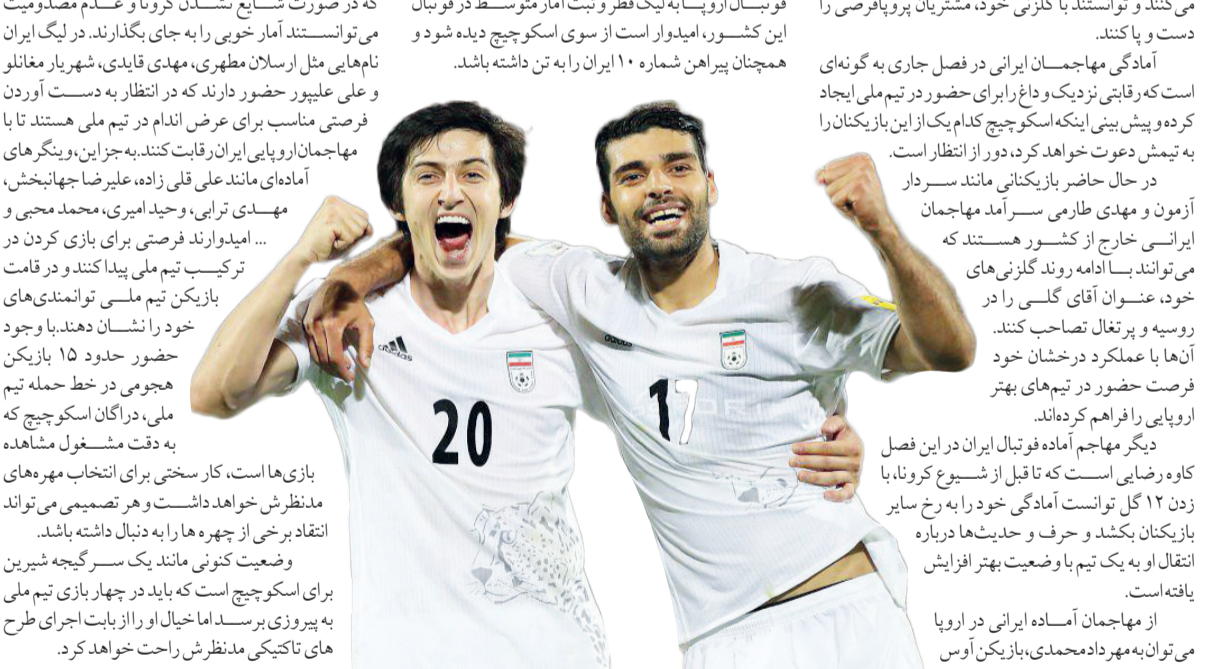 می‌کنند و توانستند با گلزنی خود، مشتریان پروپاقرصی را
دست و پا کنند.
آمادگی مهاجمان ایرانی در فصل جاری به گونه‌ای
است که رقابتی نزدیک و داغ را برای حضور در تیم ملی ایجاد
کرده و پیش بینی اینکه اسکوچیچ کدام یک از این بازیکنان را
به تیمش دعوت خواهد کرد، دور از انتظار است.
در حال حاضر بازیکنانی مانند سردار
آزمون و مهدی طارمی سرآمد مهاجمان
ایرانی خارج از کشور هستند که
می‌توانند با ادامه روند گلزنی‌های
خود، عنوان آقای گلی را در
روسیه و پرتغال تصاحب کنند.
آن‌ها با عملکرد درخشان خود
فرصت حضور در تیم‌های بهتر
اروپایی را فراهم کرده‌اند.
دیگر مهاجم آماده فوتبال ایران در این فصل
کاوه رضایی است که تا قبل از شیوع کرونا، با
زدن ۱۲ گل توانست آمادگی خود را به رخ سایر
بازیکنان بکشد و حرف و حدیث‌ها درباره
انتقال او به یک تیم با وضعیت بهتر افزایش
یافته است.
از مهاجمان آماده ایرانی در اروپا
می‌توان به مهرداد محمدی، بازیکن آوس
فوتبال اروپا به لیگ قطر و ثبت آمار متوسط در فوتبال
این کشور، امیدوار است از سوی اسکوچیچ دیده شود و
همچنان پیراهن شماره ۱۰ ایران را به تن داشته باشد.
adidas
20
adidas
17
که در صورت شایع نشدن کرونا و عدم مصدومیت
می‌توانستند آمار خوبی را به جای بگذارند. در لیگ ایران
نام‌هایی مثل ارسلان مطهری، مهدی قایدی، شهریار مغانلو
و علی علیپور حضور دارند که در انتظار به دست آوردن
فرصتی مناسب برای عرض اندام در تیم ملی هستند تا با
مهاجمان اروپایی ایران رقابت کنند. به جز این، وینگرهای
آماده‌ای مانند علی قلی زاده، علیرضا جهانبخش،
مهدی ترابی، وحید امیری، محمد محبی و
... امیدوارند فرصتی برای بازی کردن در
ترکیب تیم ملی پیدا کنند و در قامت
بازیکن تیم ملی توانمندی‌های
خود را نشان دهند. با وجود
حضور حدود ۱۵ بازیکن
هجومی در خط حمله تیم
ملی، دراگان اسکوچیچ که
به دقت مشغول مشاهده
بازی‌ها است، کار سختی برای انتخاب مهره‌های
مدنظرش خواهد داشت و هر تصمیمی می تواند
انتقاد برخی از چهره ها را به دنبال داشته باشد.
وضعیت کنونی مانند یک سرگیجه شیرین
برای اسکوچیچ است که باید در چهار بازی تیم ملی
به پیروزی برسد اما خیال او را از بابت اجرای طرح
های تاکتیکی مدنظرش راحت خواهد کرد.